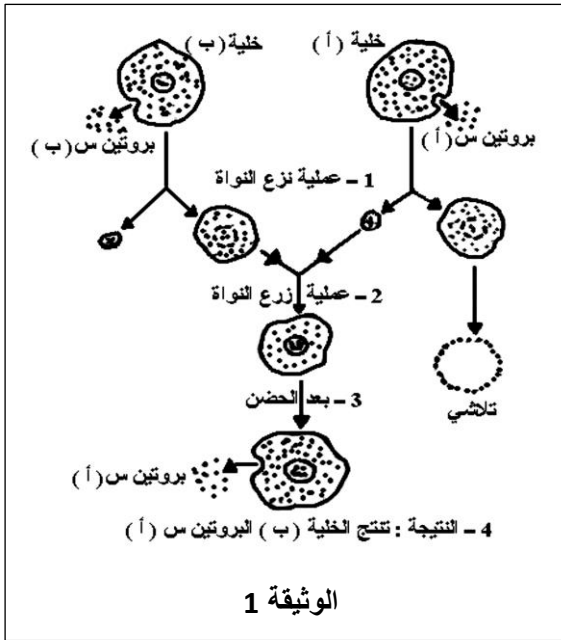 خلية (أ)
خلية (ب)
بروتين س (أ)
بروتين س (ب)
1 - عملية نزع النواة
2 - عملية زرع النواة
تلاشي
3 - بعد الحضن
بروتين س (أ)
4 - النتيجة : تنتج الخلية (ب) البروتين س (أ)
الوثيقة 1